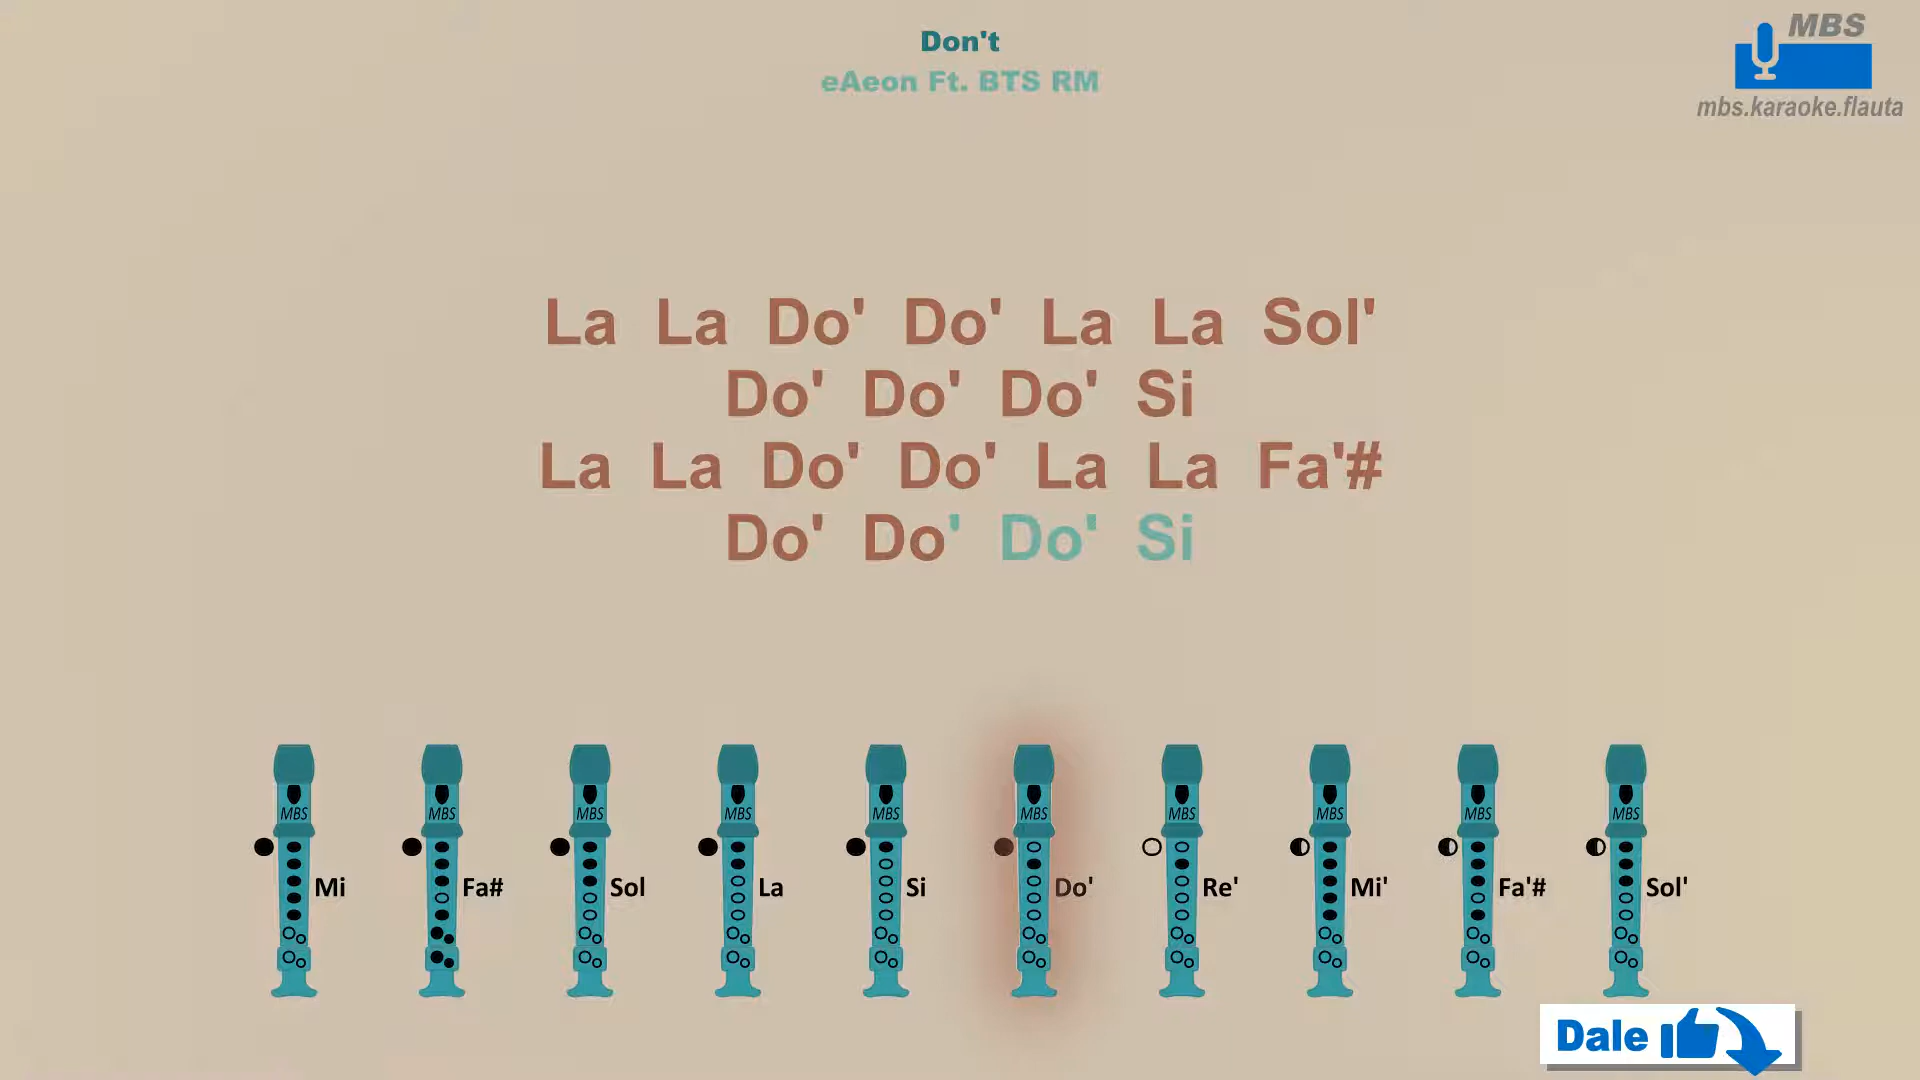 Don't
eAeon Ft. BTS RM
MBS
mbs.karaoke.flauta
La La Do' Do' La La Sol'
Do' Do' Do' Si
La La Do' Do' La La Fa'#
Do' Do' Do' Si
MBS MBS MBS MBS MBS MBS MBS MBS MBS MBS
Mi Fa# Sol La Si Do' Re' Mi' Fa'# Sol'
Dale